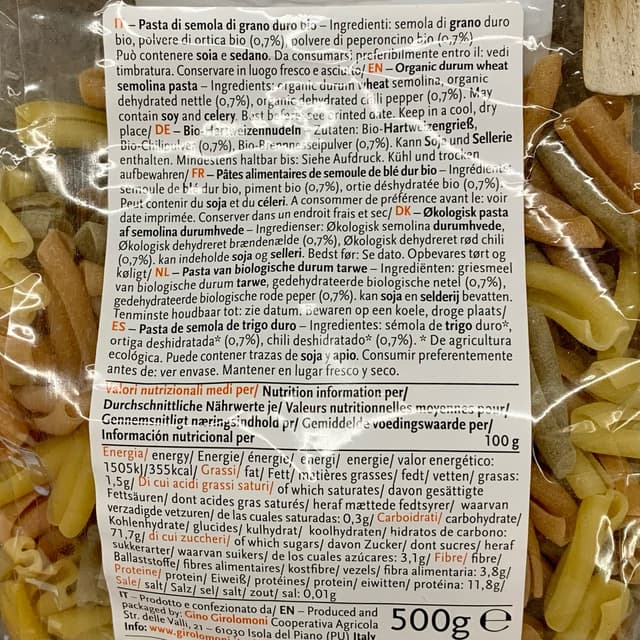 IT – Pasta di semola di grano duro bio – Ingredienti: semola di grano duro
bio, polvere di ortica bio (0,7%), polvere di peperoncino bio (0,7%).
Può contenere soia e sedano. Da consumarsi preferibilmente entro il: vedi
timbratura. Conservare in luogo fresco e asciutto/ EN – Organic durum wheat
semolina pasta – Ingredients: organic durum wheat semolina, organic
dehydrated nettle (0,7%), organic dehydrated chili pepper (0,7%). May
contain soy and celery. Best before: see printed date. Keep in a cool, dry
place/ DE – Bio-Hartweizennudeln – Zutaten: Bio-Hartweizengrieß,
Bio-Chilipulver (0,7%), Bio-Brennnesselpulver (0,7%). Kann Soja und Sellerie
enthalten. Mindestens haltbar bis: Siehe Aufdruck. Kühl und trocken
aufbewahren/ FR – Pâtes alimentaires de semoule de blé dur bio – Ingrédients:
semoule de blé dur bio, piment bio (0,7%), ortie déshydratée bio (0,7%).
Peut contenir du soja et du céleri. A consommer de préférence avant le: voir
date imprimée. Conserver dans un endroit frais et sec/ DK – Økologisk pasta
af semolina durumhvede – Ingredienser: Økologisk semolina durumhvede,
Økologisk dehydreret brændenælde (0,7%), Økologisk dehydreret rød chili
(0,7%). kan indeholde soja og selleri. Bedst før: Se dato. Opbevares tørt og
køligt/ NL – Pasta van biologische durum tarwe – Ingrediënten: griesmeel
van biologische durum tarwe, gedehydrateerde biologische netel (0,7%),
gedehydrateerde biologische rode peper (0,7%). kan soja en selderij bevatten.
Tenminste houdbaar tot: zie datum. Bewaren op een koele, droge plaats/
ES – Pasta de semola de trigo duro – Ingredientes: sémola de trigo duro*,
ortiga deshidratada* (0,7%), chili deshidratado* (0,7%). * De agricultura
ecológica. Puede contener trazas de soja y apio. Consumir preferentemente
antes de: ver envase. Mantener en lugar fresco y seco.
Valori nutrizionali medi per/ Nutrition information per/
Durchschnittliche Nährwerte je/ Valeurs nutritionnelles moyennes pour/
Gennemsnitligt næringsindhold pr/ Gemiddelde voedingswaarde per/
Información nutricional per 100 g
Energia/ energy/ Energie/ énergie/ energi/ energie/ valor energético:
1505kJ/355kcal/ Grassi/ fat/ Fett/ matières grasses/ fedt/ vetten/ grasas:
1,5g/ Di cui acidi grassi saturi/ of which saturates/ davon gesättigte
Fettsäuren/ dont acides gras saturés/ heraf mættede fedtsyrer/ waarvan
verzadigde vetzuren/ de las cuales saturadas: 0,3g/ Carboidrati/ carbohydrate/
Kohlenhydrate/ glucides/ kulhydrat/ koolhydraten/ hidratos de carbono:
71,7g/ di cui zuccheri/ of which sugars/ davon Zucker/ dont sucres/ heraf
sukkerarter/ waarvan suikers/ de los cuales azúcares: 3,1g/ Fibre/ fibre/
Ballaststoffe/ fibres alimentaires/ kostfibre/ vezels/ fibra alimentaria: 3,8g/
Proteine/ protein/ Eiweiß/ protéines/ protein/ eiwitten/ proteína: 11,8g/
Sale/ salt/ Salz/ sel/ salt/ zout/ sal: 0,01g
IT – Prodotto e confezionato da/ EN – Produced and
packaged by: Gino Girolomoni Cooperativa Agricola
Str. delle Valli, 21 – 61030 Isola del Piano (PU) Italy
Info: www.girolomoni
500g e